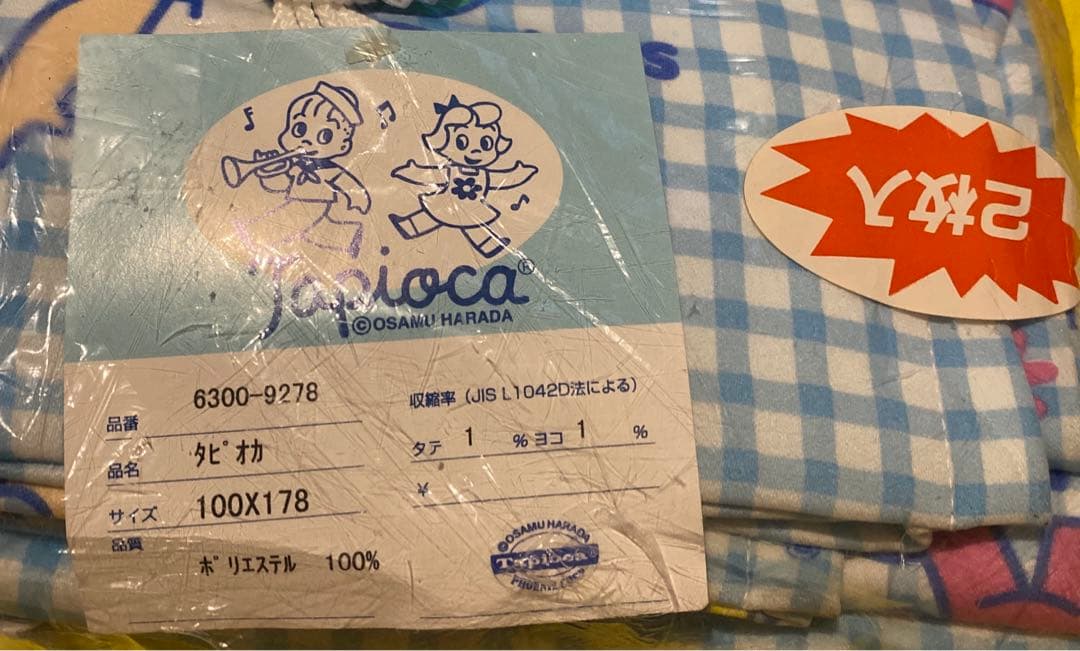 Tapioca®
©OSAMU HARADA
品番 6300-9278
品名 タピオカ
サイズ 100X178
品質 ポリエステル 100%
収縮率（JIS L1042D法による）
タテ 1 % ヨコ 1 %
¥
©OSAMU HARADA
Tapioca®
2枚入
s